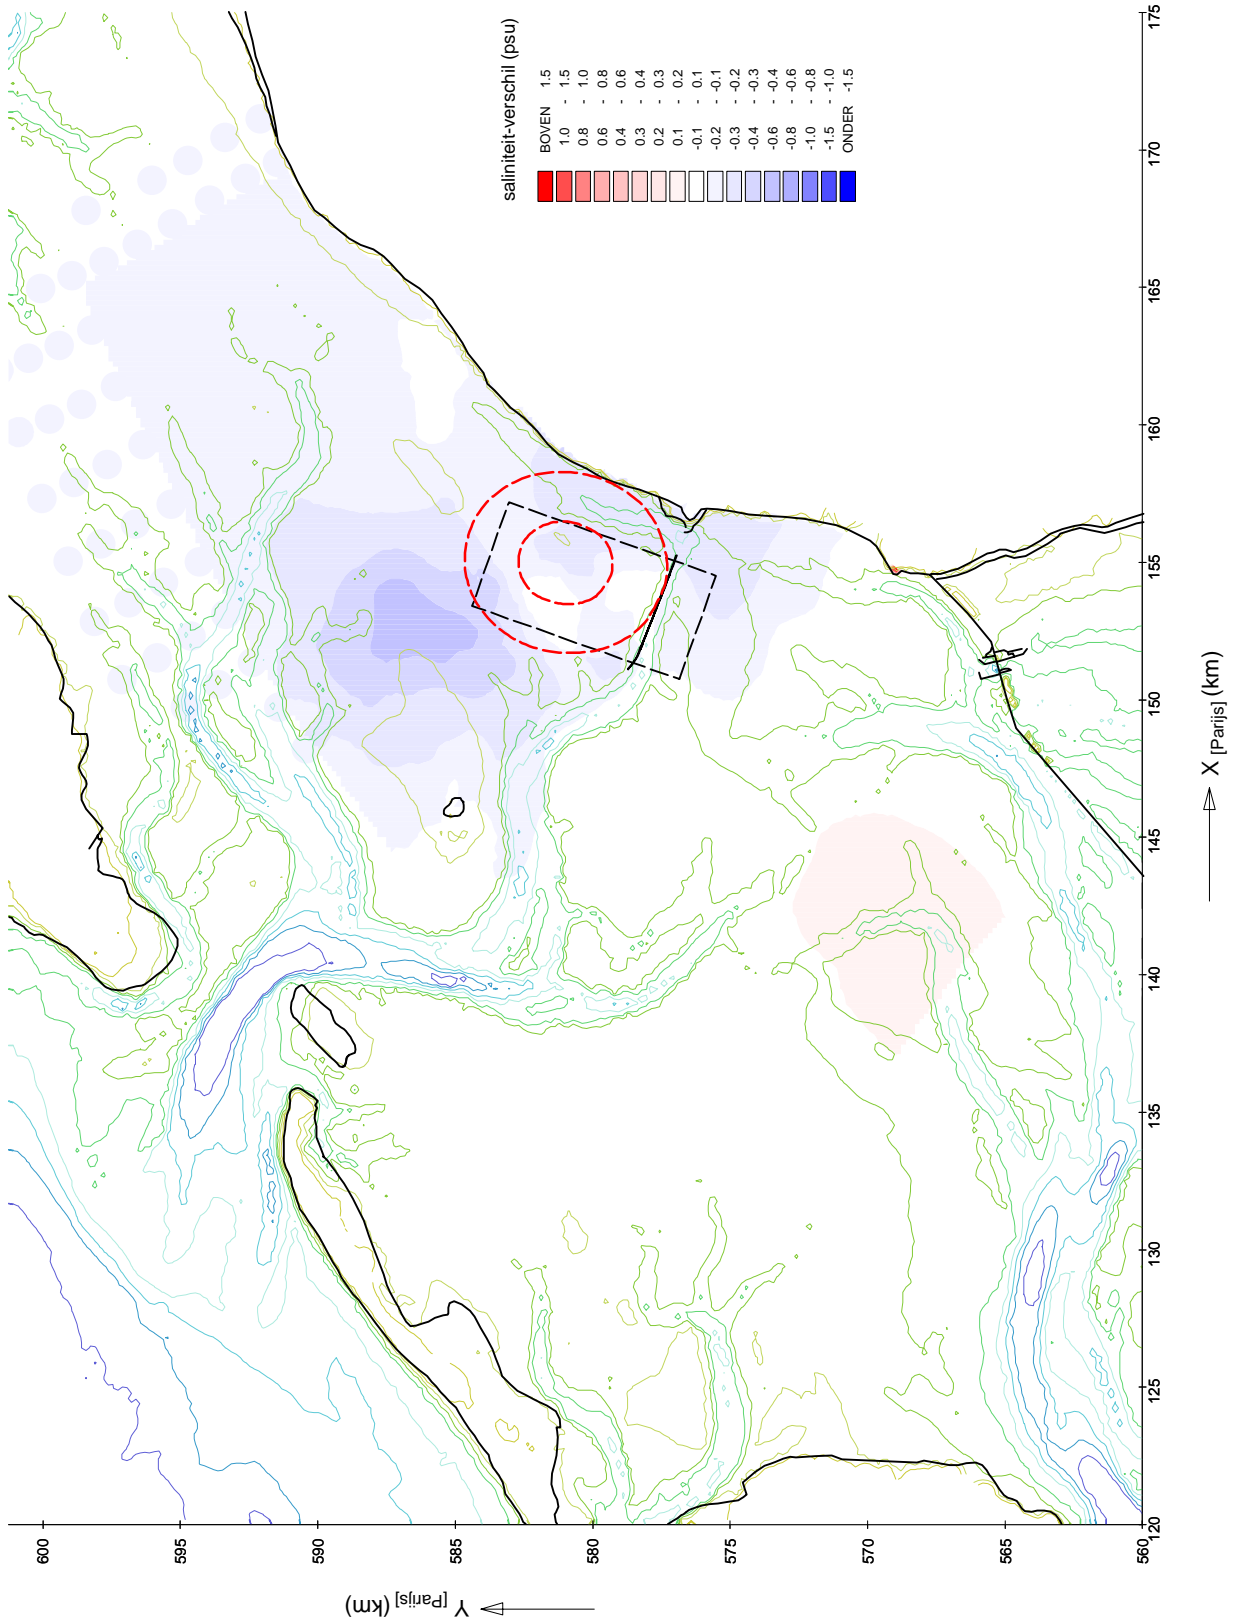 saliniteit-verschil (psu)
BOVEN 1.5
1.0 - 1.5
0.8 - 1.0
0.6 - 0.8
0.4 - 0.6
0.3 - 0.4
0.2 - 0.3
0.1 - 0.2
-0.1 - 0.1
-0.2 - -0.1
-0.3 - -0.2
-0.4 - -0.3
-0.6 - -0.4
-0.8 - -0.6
-1.0 - -0.8
-1.5 - -1.0
ONDER -1.5
600
595
590
585
580
575
570
565
560
Y [Parijs] (km)
120
125
130
135
140
145
150
155
160
165
170
175
X [Parijs] (km)